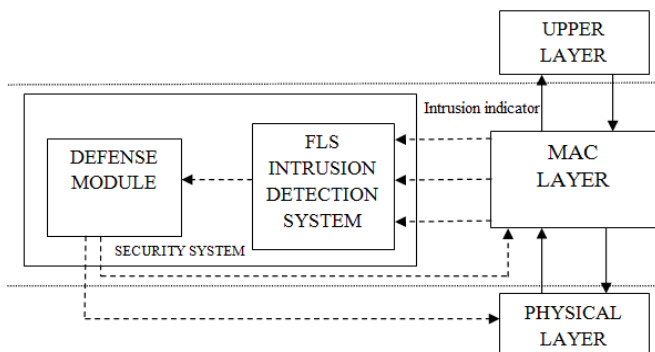 UPPER
LAYER
Intrusion indicator
DEFENSE
MODULE
FLS
INTRUSION
DETECTION
SYSTEM
MAC
LAYER
SECURITY SYSTEM
PHYSICAL
LAYER